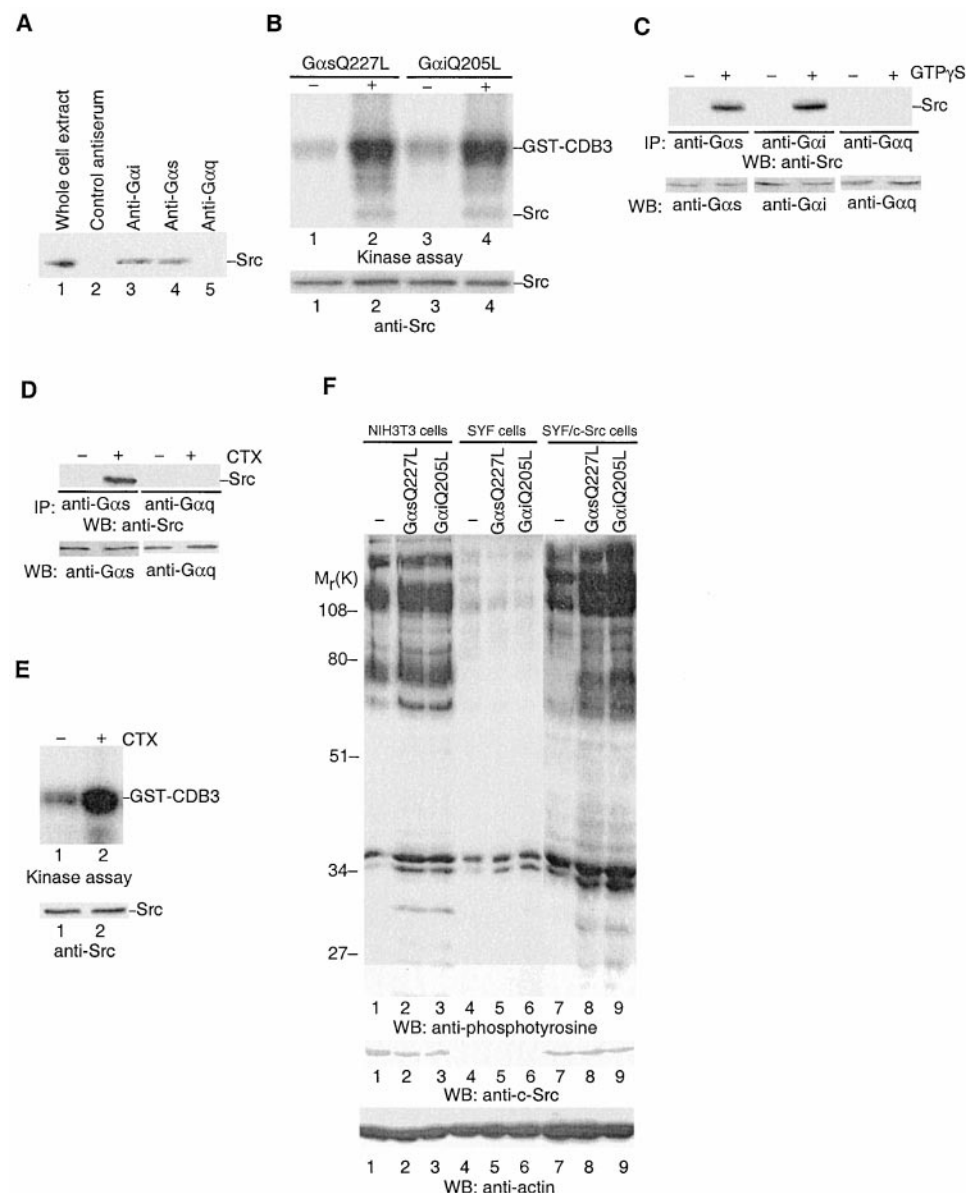 A
Whole cell extract
Control antiserum
Anti-Gαi
Anti-Gαs
Anti-Gαq
–Src
1 2 3 4 5
B
GαsQ227L GαiQ205L
– + – +
–GST-CDB3
–Src
1 2 3 4
Kinase assay
–Src
1 2 3 4
anti-Src
C
– + – + – + GTPγS
–Src
IP: anti-Gαs anti-Gαi anti-Gαq
WB: anti-Src
WB: anti-Gαs anti-Gαi anti-Gαq
D
– + – + CTX
–Src
IP: anti-Gαs anti-Gαq
WB: anti-Src
WB: anti-Gαs anti-Gαq
E
– + CTX
–GST-CDB3
1 2
Kinase assay
–Src
1 2
anti-Src
F
NIH3T3 cells SYF cells SYF/c-Src cells
– GαsQ227L GαiQ205L – GαsQ227L GαiQ205L – GαsQ227L GαiQ205L
Mr(K)
108–
80–
51–
34–
27–
1 2 3 4 5 6 7 8 9
WB: anti-phosphotyrosine
1 2 3 4 5 6 7 8 9
WB: anti-c-Src
1 2 3 4 5 6 7 8 9
WB: anti-actin